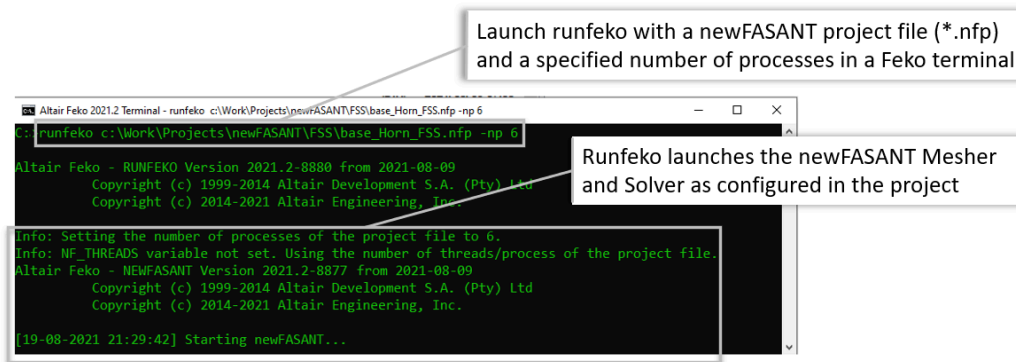 Launch runfeko with a newFASANT project file (*.nfp)
and a specified number of processes in a Feko terminal
Altair Feko 2021.2 Terminal - runfeko c:\Work\Projects\newFASANT\FSS\base_Horn_FSS.nfp -np 6
C:\>runfeko c:\Work\Projects\newFASANT\FSS\base_Horn_FSS.nfp -np 6
Runfeko launches the newFASANT Mesher
and Solver as configured in the project
Altair Feko - RUNFEKO Version 2021.2-8880 from 2021-08-09
Copyright (c) 1999-2014 Altair Development S.A. (Pty) Ltd
Copyright (c) 2014-2021 Altair Engineering, Inc.
Info: Setting the number of processes of the project file to 6.
Info: NF_THREADS variable not set. Using the number of threads/process of the project file.
Altair Feko - NEWFASANT Version 2021.2-8877 from 2021-08-09
Copyright (c) 1999-2014 Altair Development S.A. (Pty) Ltd
Copyright (c) 2014-2021 Altair Engineering, Inc.
[19-08-2021 21:29:42] Starting newFASANT...